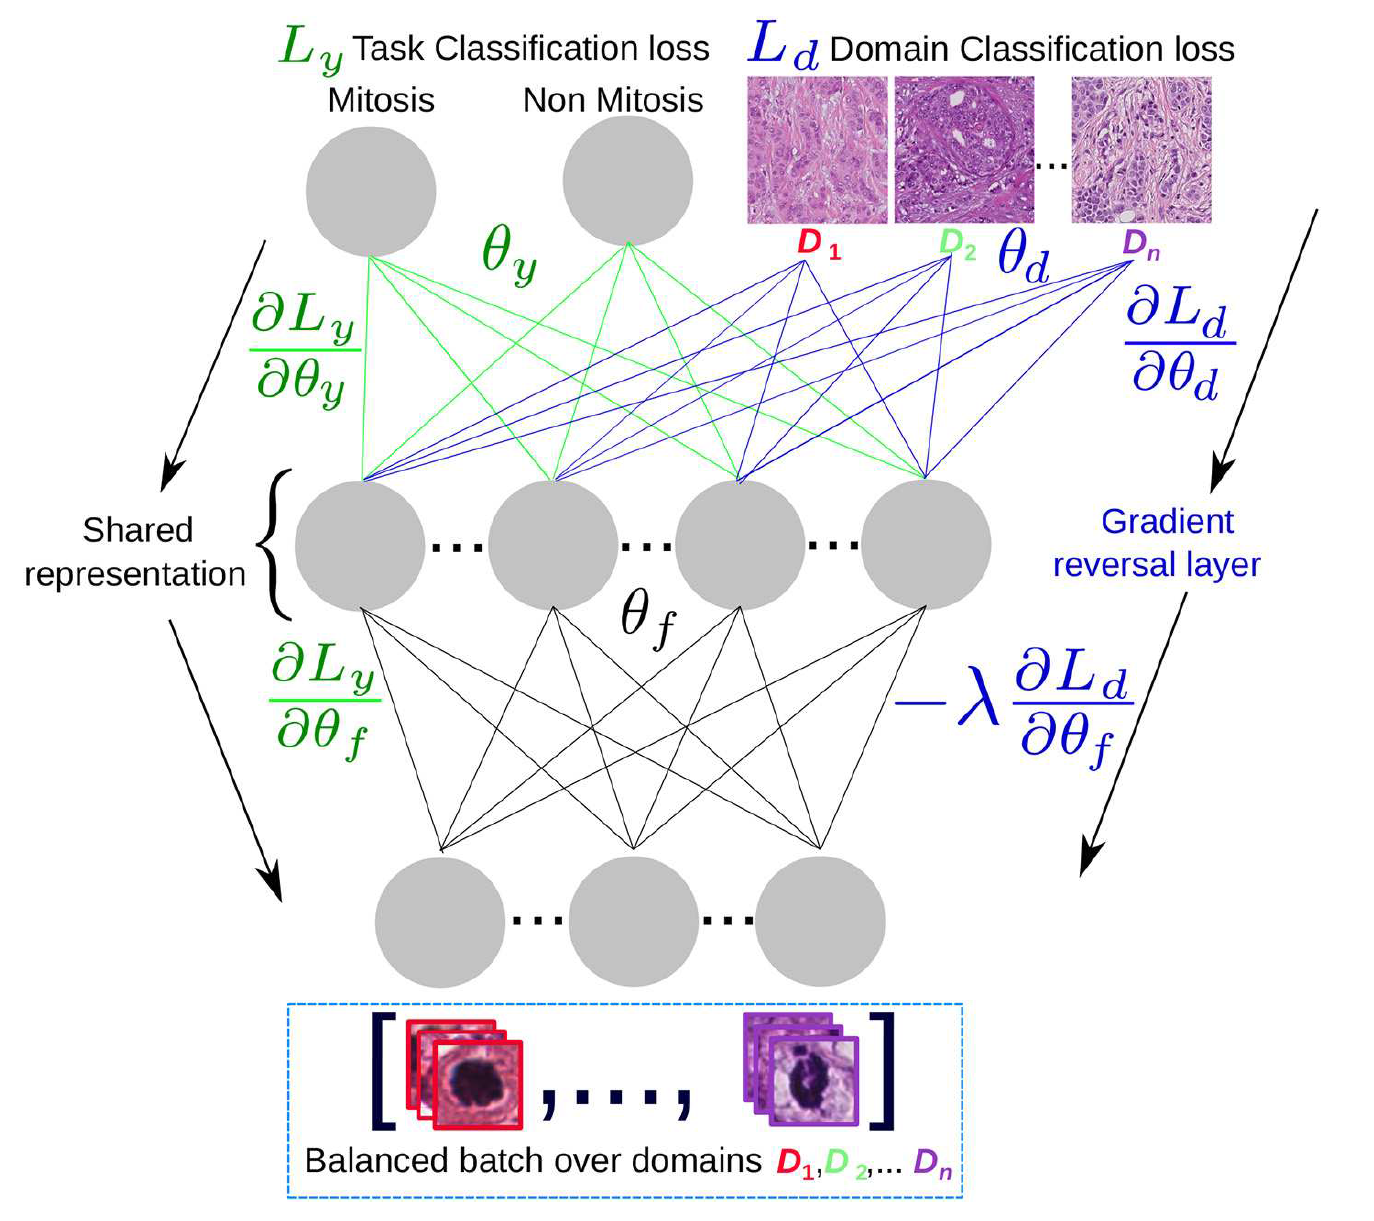 L_y Task Classification loss
L_d Domain Classification loss
Mitosis
Non Mitosis
...
D_1
D_2
D_n
θ_y
θ_d
∂L_y
∂θ_y
∂L_d
∂θ_d
Shared
representation
{
... ... ...
Gradient
reversal layer
θ_f
∂L_y
∂θ_f
−λ ∂L_d
∂θ_f
... ...
[ ,..., ]
Balanced batch over domains D_1,D_2,... D_n